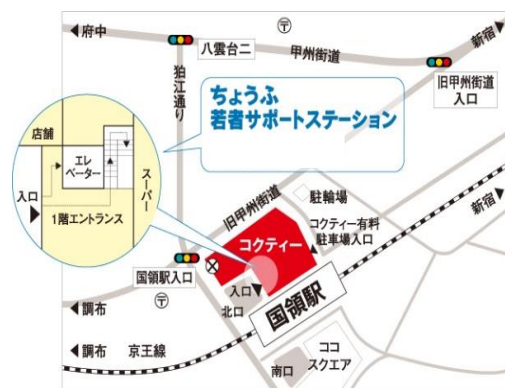 〒
府中
八雲台二
甲州街道
新宿
旧甲州街道
入口
狛江通り
ちょうふ
若者サポートステーション
店舗
エレ
ベーター
スーパー
入口
1階エントランス
旧甲州街道
駐輪場
コクティー有料
駐車場入口
新宿
コクティー
国領駅入口
〒
入口
北口
国領駅
調布
調布
京王線
南口
ココ
スクエア